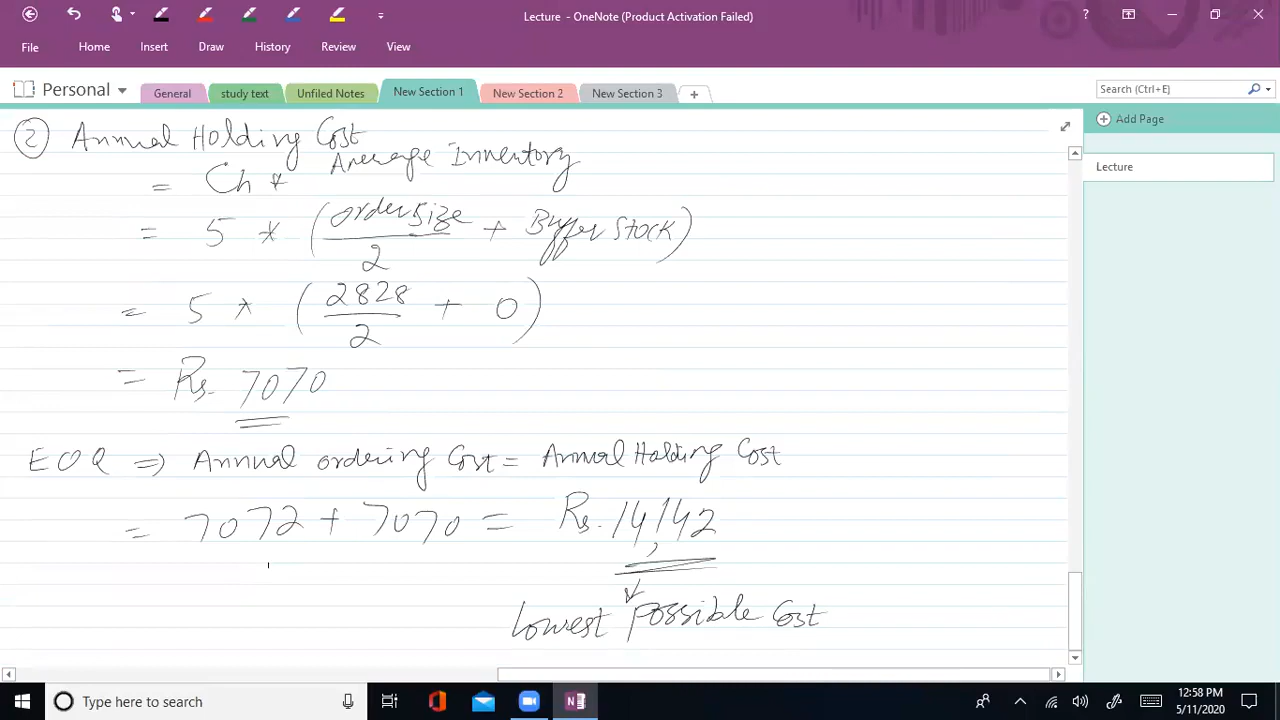 Lecture - OneNote (Product Activation Failed)
File Home Insert Draw History Review View
Personal General study text Unfiled Notes New Section 1 New Section 2 New Section 3 + Search (Ctrl+E)
Add Page
Lecture
② Annual Holding Cost
= Ch * Average Inventory
= 5 * (order size / 2 + Buffer Stock)
= 5 * (2828 / 2 + 0)
= Rs. 7070
EOQ ⇒ Annual ordering Cost = Annual Holding Cost
= 7072 + 7070 = Rs. 14,142
Lowest possible Cost
Type here to search
12:58 PM
5/11/2020